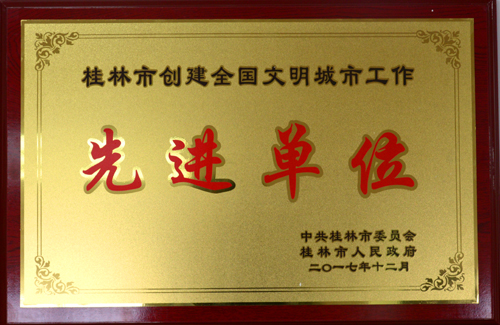 桂林市创建全国文明城市工作
先进单位
中共桂林市委员会
桂林市人民政府
二〇一七年十二月